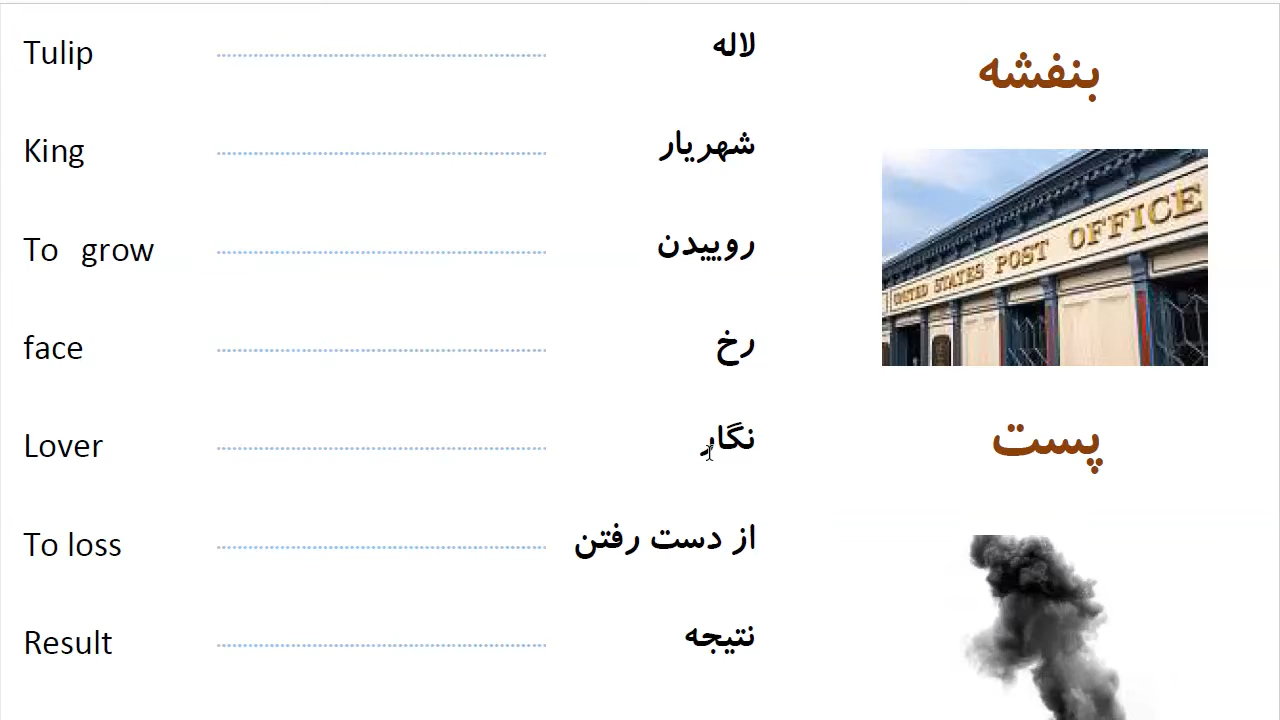 Tulip لاله
King شهریار
To grow روییدن
face رخ
Lover نگار
To loss از دست رفتن
Result نتیجه
بنفشه
UNITED STATES POST OFFICE
پست